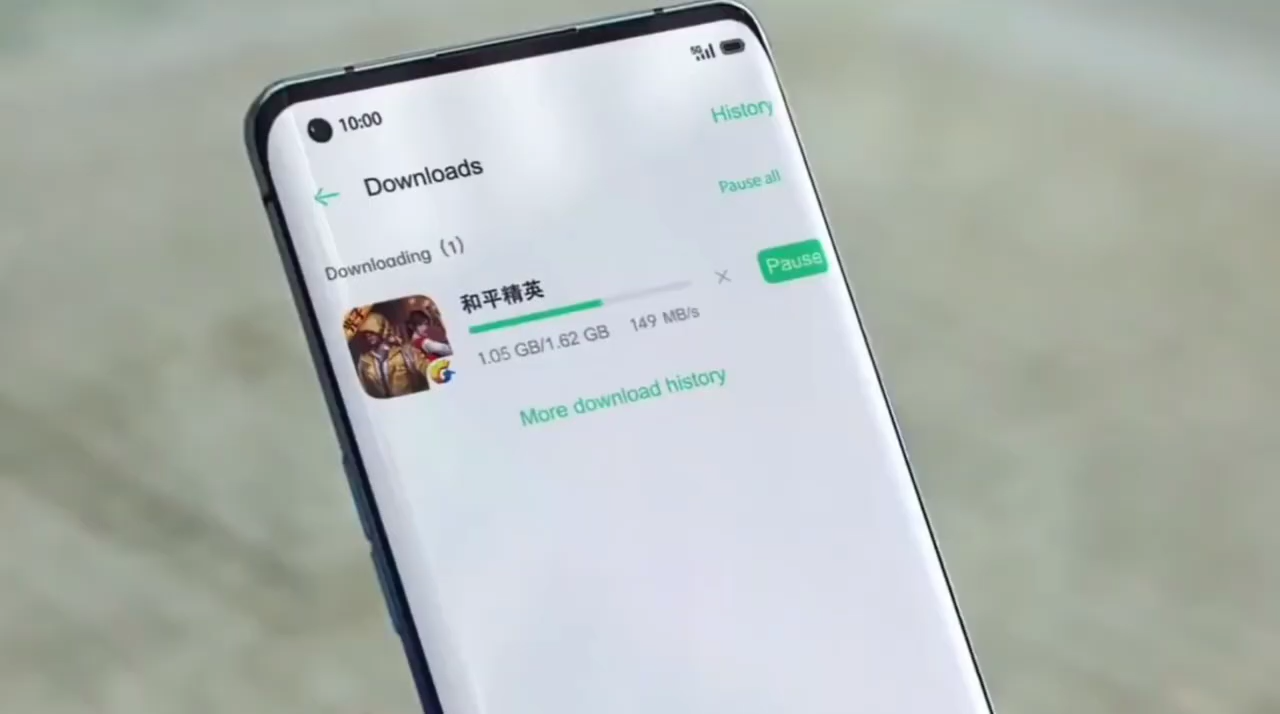 10:00
5G
History
Downloads
Pause all
Downloading (1)
和平精英
Pause
1.05 GB/1.62 GB 149 MB/s
More download history